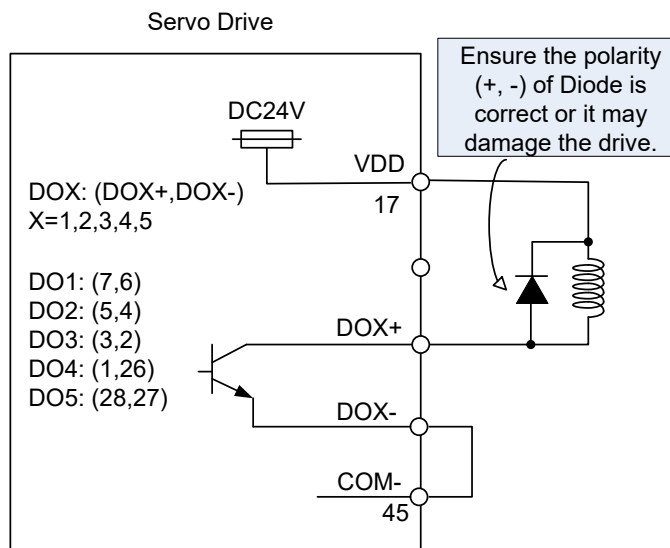 Servo Drive
Ensure the polarity
(+, -) of Diode is
correct or it may
damage the drive.
DC24V
VDD
17
DOX: (DOX+,DOX-)
X=1,2,3,4,5
DO1: (7,6)
DO2: (5,4)
DO3: (3,2)
DO4: (1,26)
DO5: (28,27)
DOX+
DOX-
COM-
45